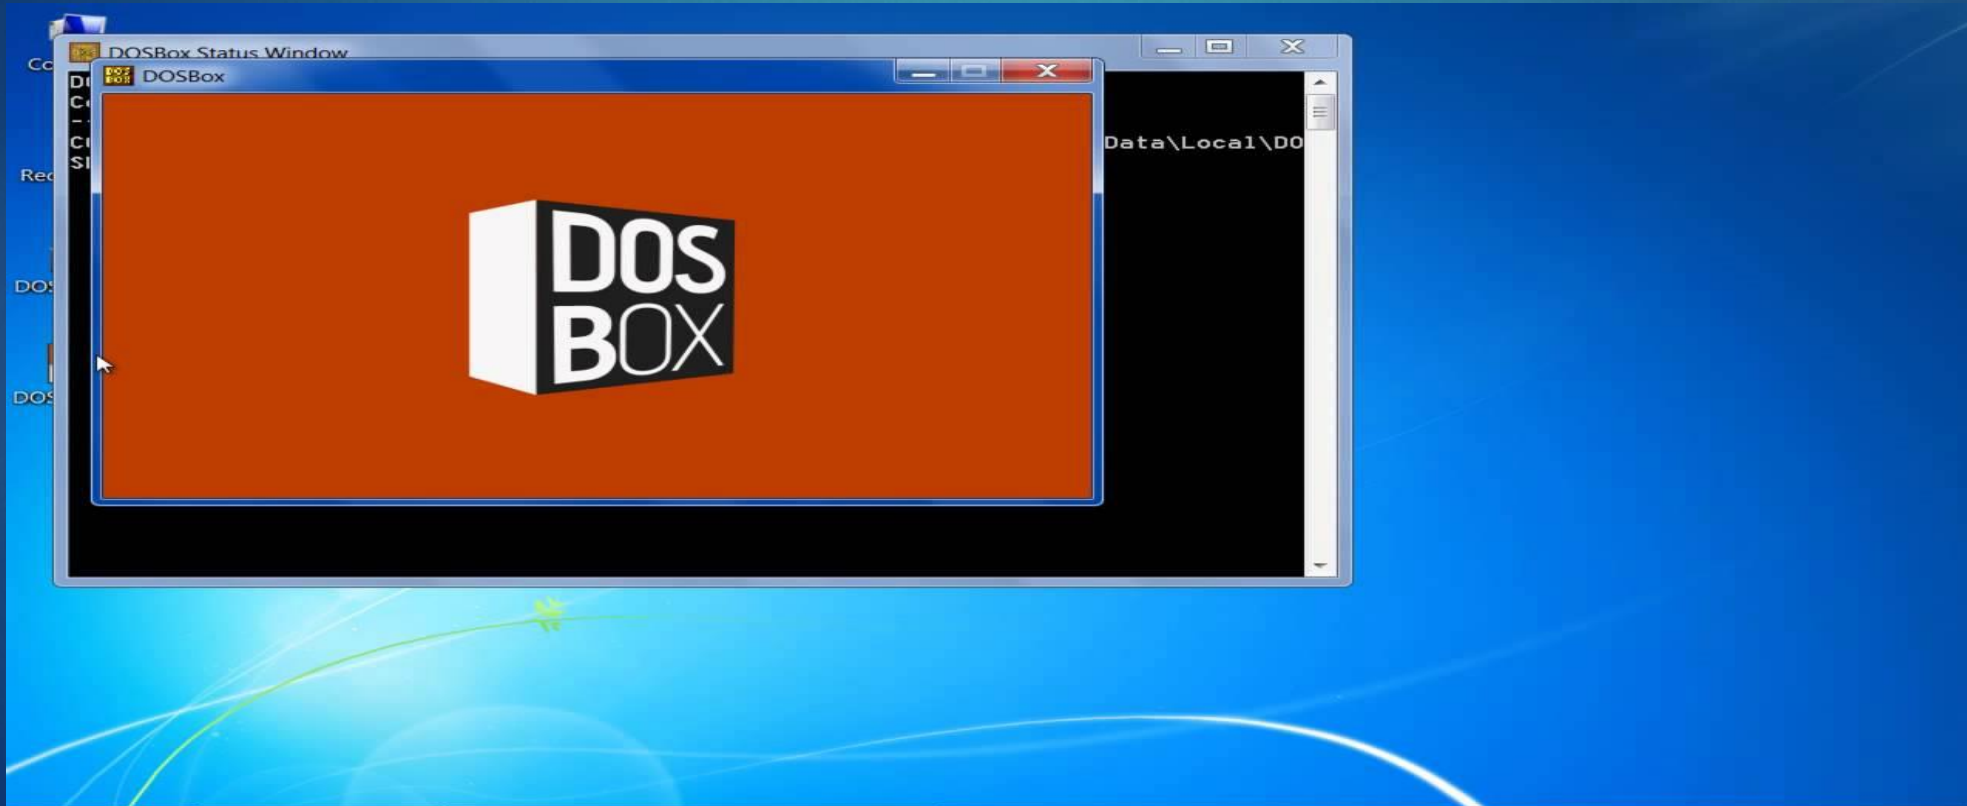 DOSBox Status Window
DOSBox
Data\Local\DO
DOS
BOX